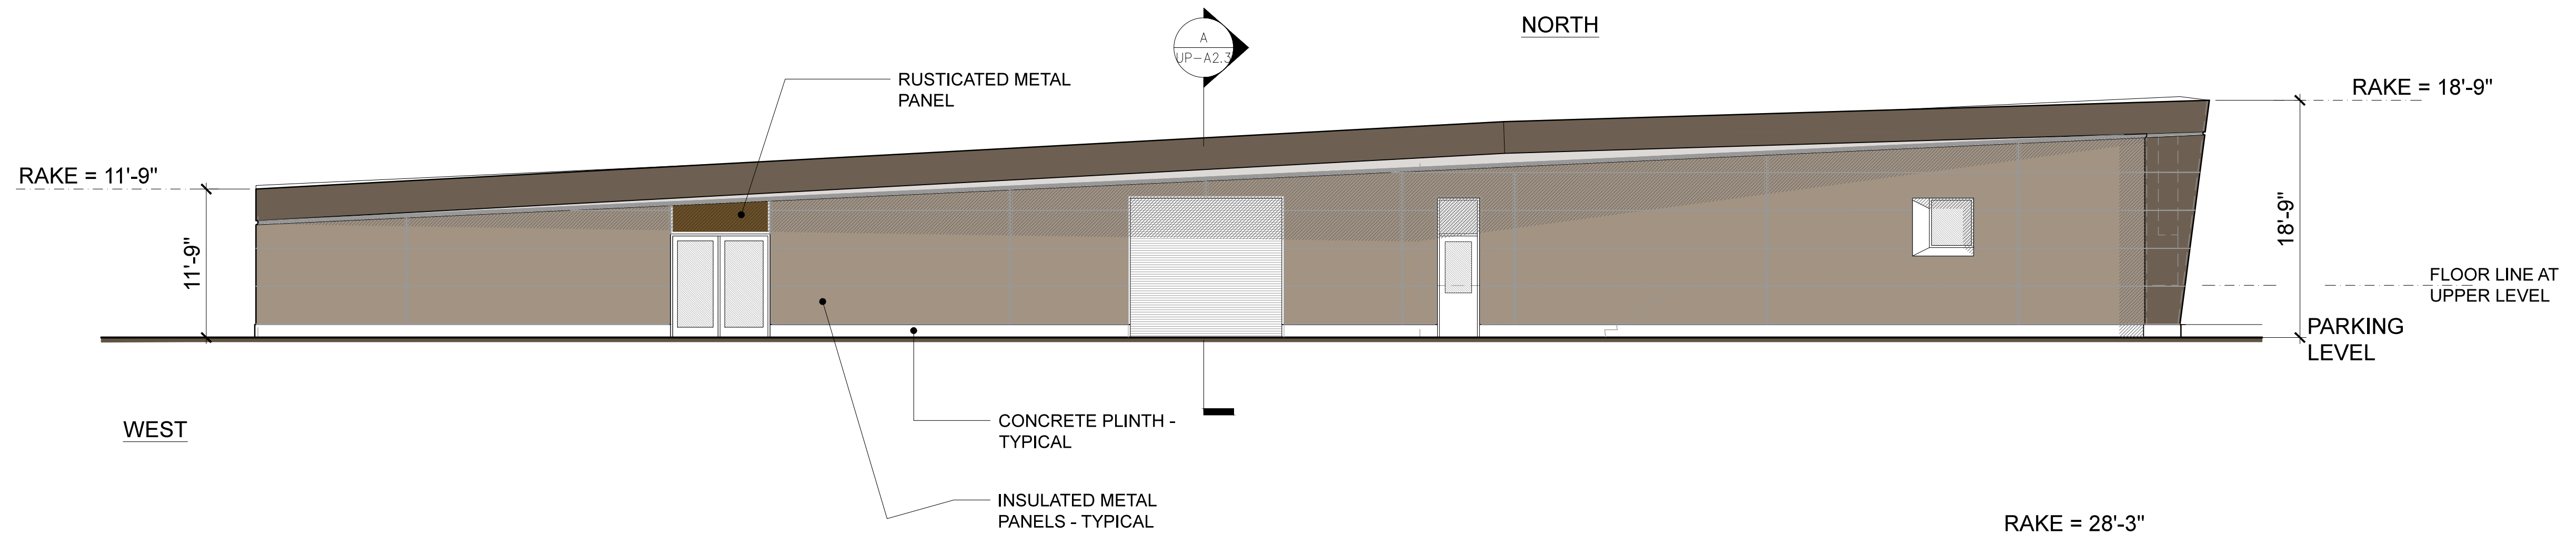 NORTH
A
UP-A2.3
RUSTICATED METAL
PANEL
RAKE = 18'-9"
RAKE = 11'-9"
11'-9"
18'-9"
FLOOR LINE AT
UPPER LEVEL
PARKING
LEVEL
WEST
CONCRETE PLINTH -
TYPICAL
INSULATED METAL
PANELS - TYPICAL
RAKE = 28'-3"